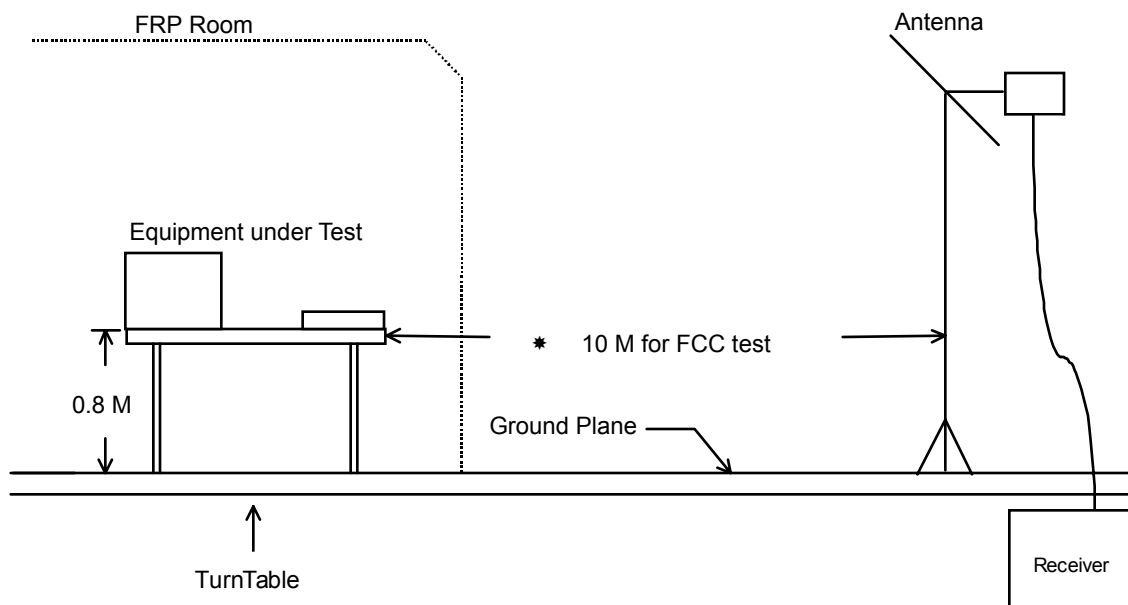 FRP Room
Antenna
Equipment under Test
10 M for FCC test
0.8 M
Ground Plane
TurnTable
Receiver